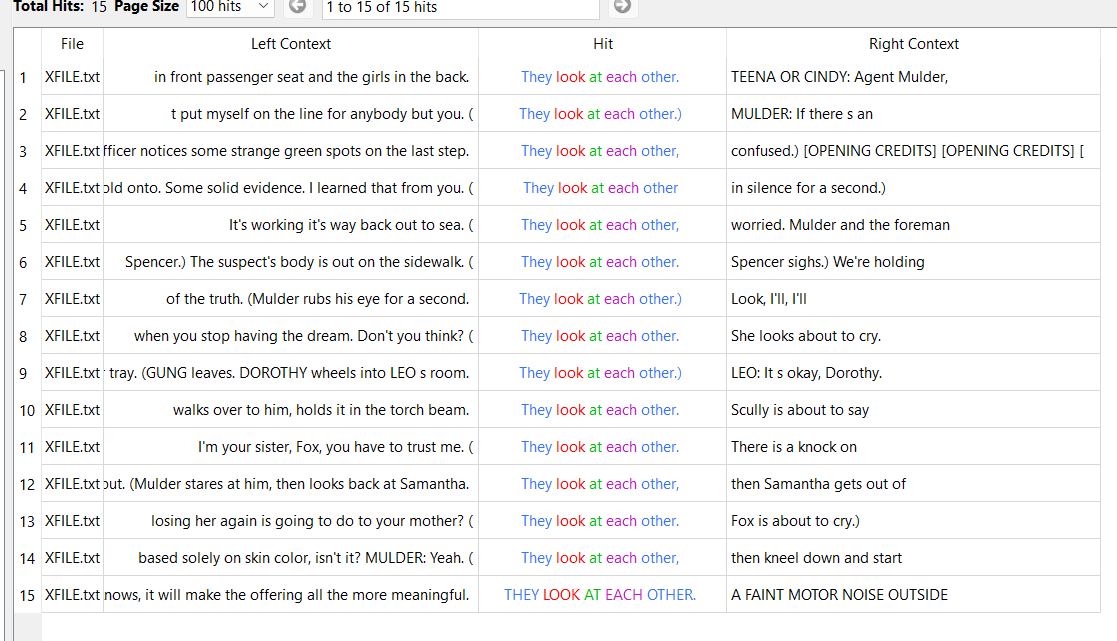 Total Hits: 15 Page Size 100 hits 1 to 15 of 15 hits
File Left Context Hit Right Context
1 XFILE.txt in front passenger seat and the girls in the back. They look at each other. TEENA OR CINDY: Agent Mulder,
2 XFILE.txt t put myself on the line for anybody but you. ( They look at each other.) MULDER: If there s an
3 XFILE.txt fficer notices some strange green spots on the last step. They look at each other, confused.) [OPENING CREDITS] [OPENING CREDITS] [
4 XFILE.txt old onto. Some solid evidence. I learned that from you. ( They look at each other in silence for a second.)
5 XFILE.txt It's working it's way back out to sea. ( They look at each other, worried. Mulder and the foreman
6 XFILE.txt Spencer.) The suspect's body is out on the sidewalk. ( They look at each other. Spencer sighs.) We're holding
7 XFILE.txt of the truth. (Mulder rubs his eye for a second. They look at each other.) Look, I'll, I'll
8 XFILE.txt when you stop having the dream. Don't you think? ( They look at each other. She looks about to cry.
9 XFILE.txt tray. (GUNG leaves. DOROTHY wheels into LEO s room. They look at each other.) LEO: It s okay, Dorothy.
10 XFILE.txt walks over to him, holds it in the torch beam. They look at each other. Scully is about to say
11 XFILE.txt I'm your sister, Fox, you have to trust me. ( They look at each other. There is a knock on
12 XFILE.txt out. (Mulder stares at him, then looks back at Samantha. They look at each other, then Samantha gets out of
13 XFILE.txt losing her again is going to do to your mother? ( They look at each other. Fox is about to cry.)
14 XFILE.txt based solely on skin color, isn't it? MULDER: Yeah. ( They look at each other, then kneel down and start
15 XFILE.txt nows, it will make the offering all the more meaningful. THEY LOOK AT EACH OTHER. A FAINT MOTOR NOISE OUTSIDE